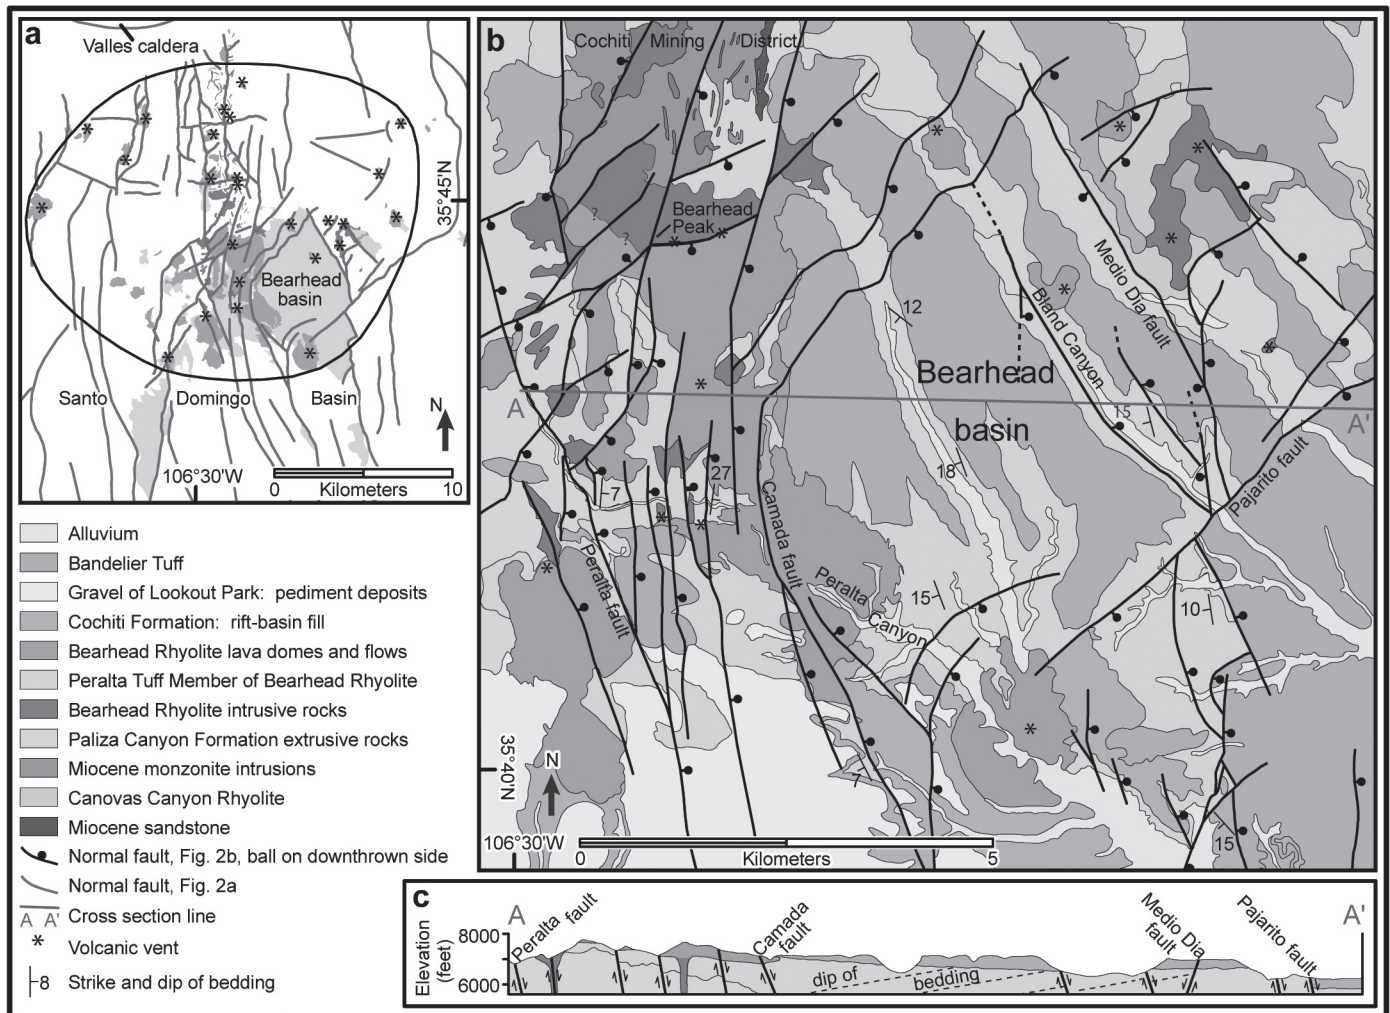 a
Valles caldera
35°45'N
Bearhead
basin
Santo
Domingo
Basin
N
106°30'W
0
10
Kilometers
b
Cochiti
Mining
District
Bearhead
Peak
?
?
12
Medio Dia fault
Bland Canyon
Bearhead
basin
A
A'
15
18
27
7
Camada fault
Pajarito fault
Peralta fault
Peralta
Canyon
15
10
7
15
35°40'N
N
106°30'W
0
5
Kilometers
Alluvium
Bandelier Tuff
Gravel of Lookout Park: pediment deposits
Cochiti Formation: rift-basin fill
Bearhead Rhyolite lava domes and flows
Peralta Tuff Member of Bearhead Rhyolite
Bearhead Rhyolite intrusive rocks
Paliza Canyon Formation extrusive rocks
Miocene monzonite intrusions
Canovas Canyon Rhyolite
Miocene sandstone
Normal fault, Fig. 2b, ball on downthrown side
Normal fault, Fig. 2a
A A' Cross section line
* Volcanic vent
8 Strike and dip of bedding
c
A
A'
Elevation
(feet)
8000
6000
Peralta fault
Camada
fault
Medio Dia
fault
Pajarito fault
dip of
bedding